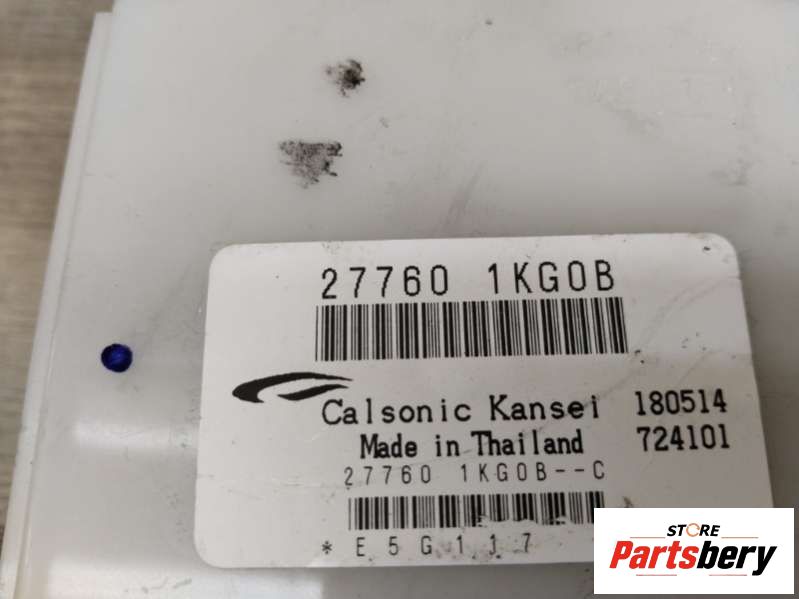 27760 1KG0B
Calsonic Kansei 180514
Made in Thailand 724101
27760 1KG0B--C
*E5G117
STORE
Partsbery